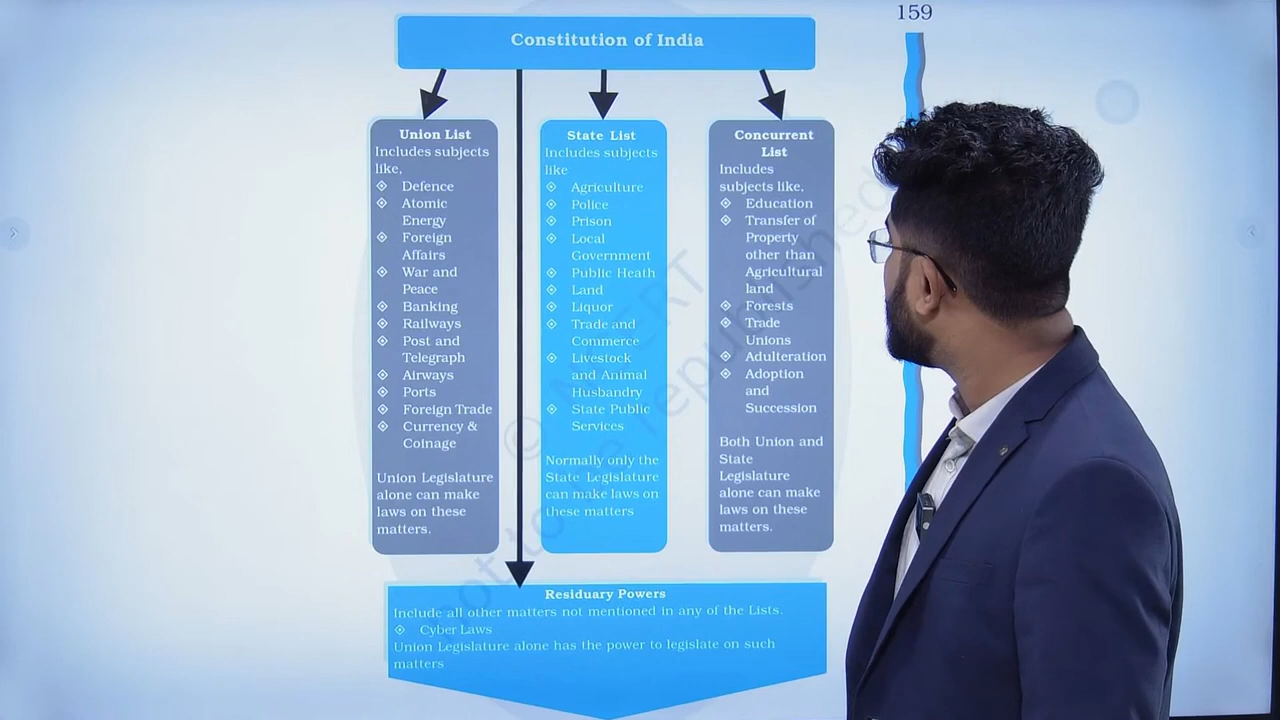 159
Constitution of India
Union List
Includes subjects
like,
❖ Defence
❖ Atomic
Energy
❖ Foreign
Affairs
❖ War and
Peace
❖ Banking
❖ Railways
❖ Post and
Telegraph
❖ Airways
❖ Ports
❖ Foreign Trade
❖ Currency &
Coinage
Union Legislature
alone can make
laws on these
matters.
State List
Includes subjects
like
❖ Agriculture
❖ Police
❖ Prison
❖ Local
Government
❖ Public Heath
❖ Land
❖ Liquor
❖ Trade and
Commerce
❖ Livestock
and Animal
Husbandry
❖ State Public
Services
Normally only the
State Legislature
can make laws on
these matters
Concurrent
List
Includes
subjects like,
❖ Education
❖ Transfer of
Property
other than
Agricultural
land
❖ Forests
❖ Trade
Unions
❖ Adulteration
❖ Adoption
and
Succession
Both Union and
State
Legislature
alone can make
laws on these
matters.
Residuary Powers
Include all other matters not mentioned in any of the Lists.
❖ Cyber Laws
Union Legislature alone has the power to legislate on such
matters
© NCERT
not to be republished